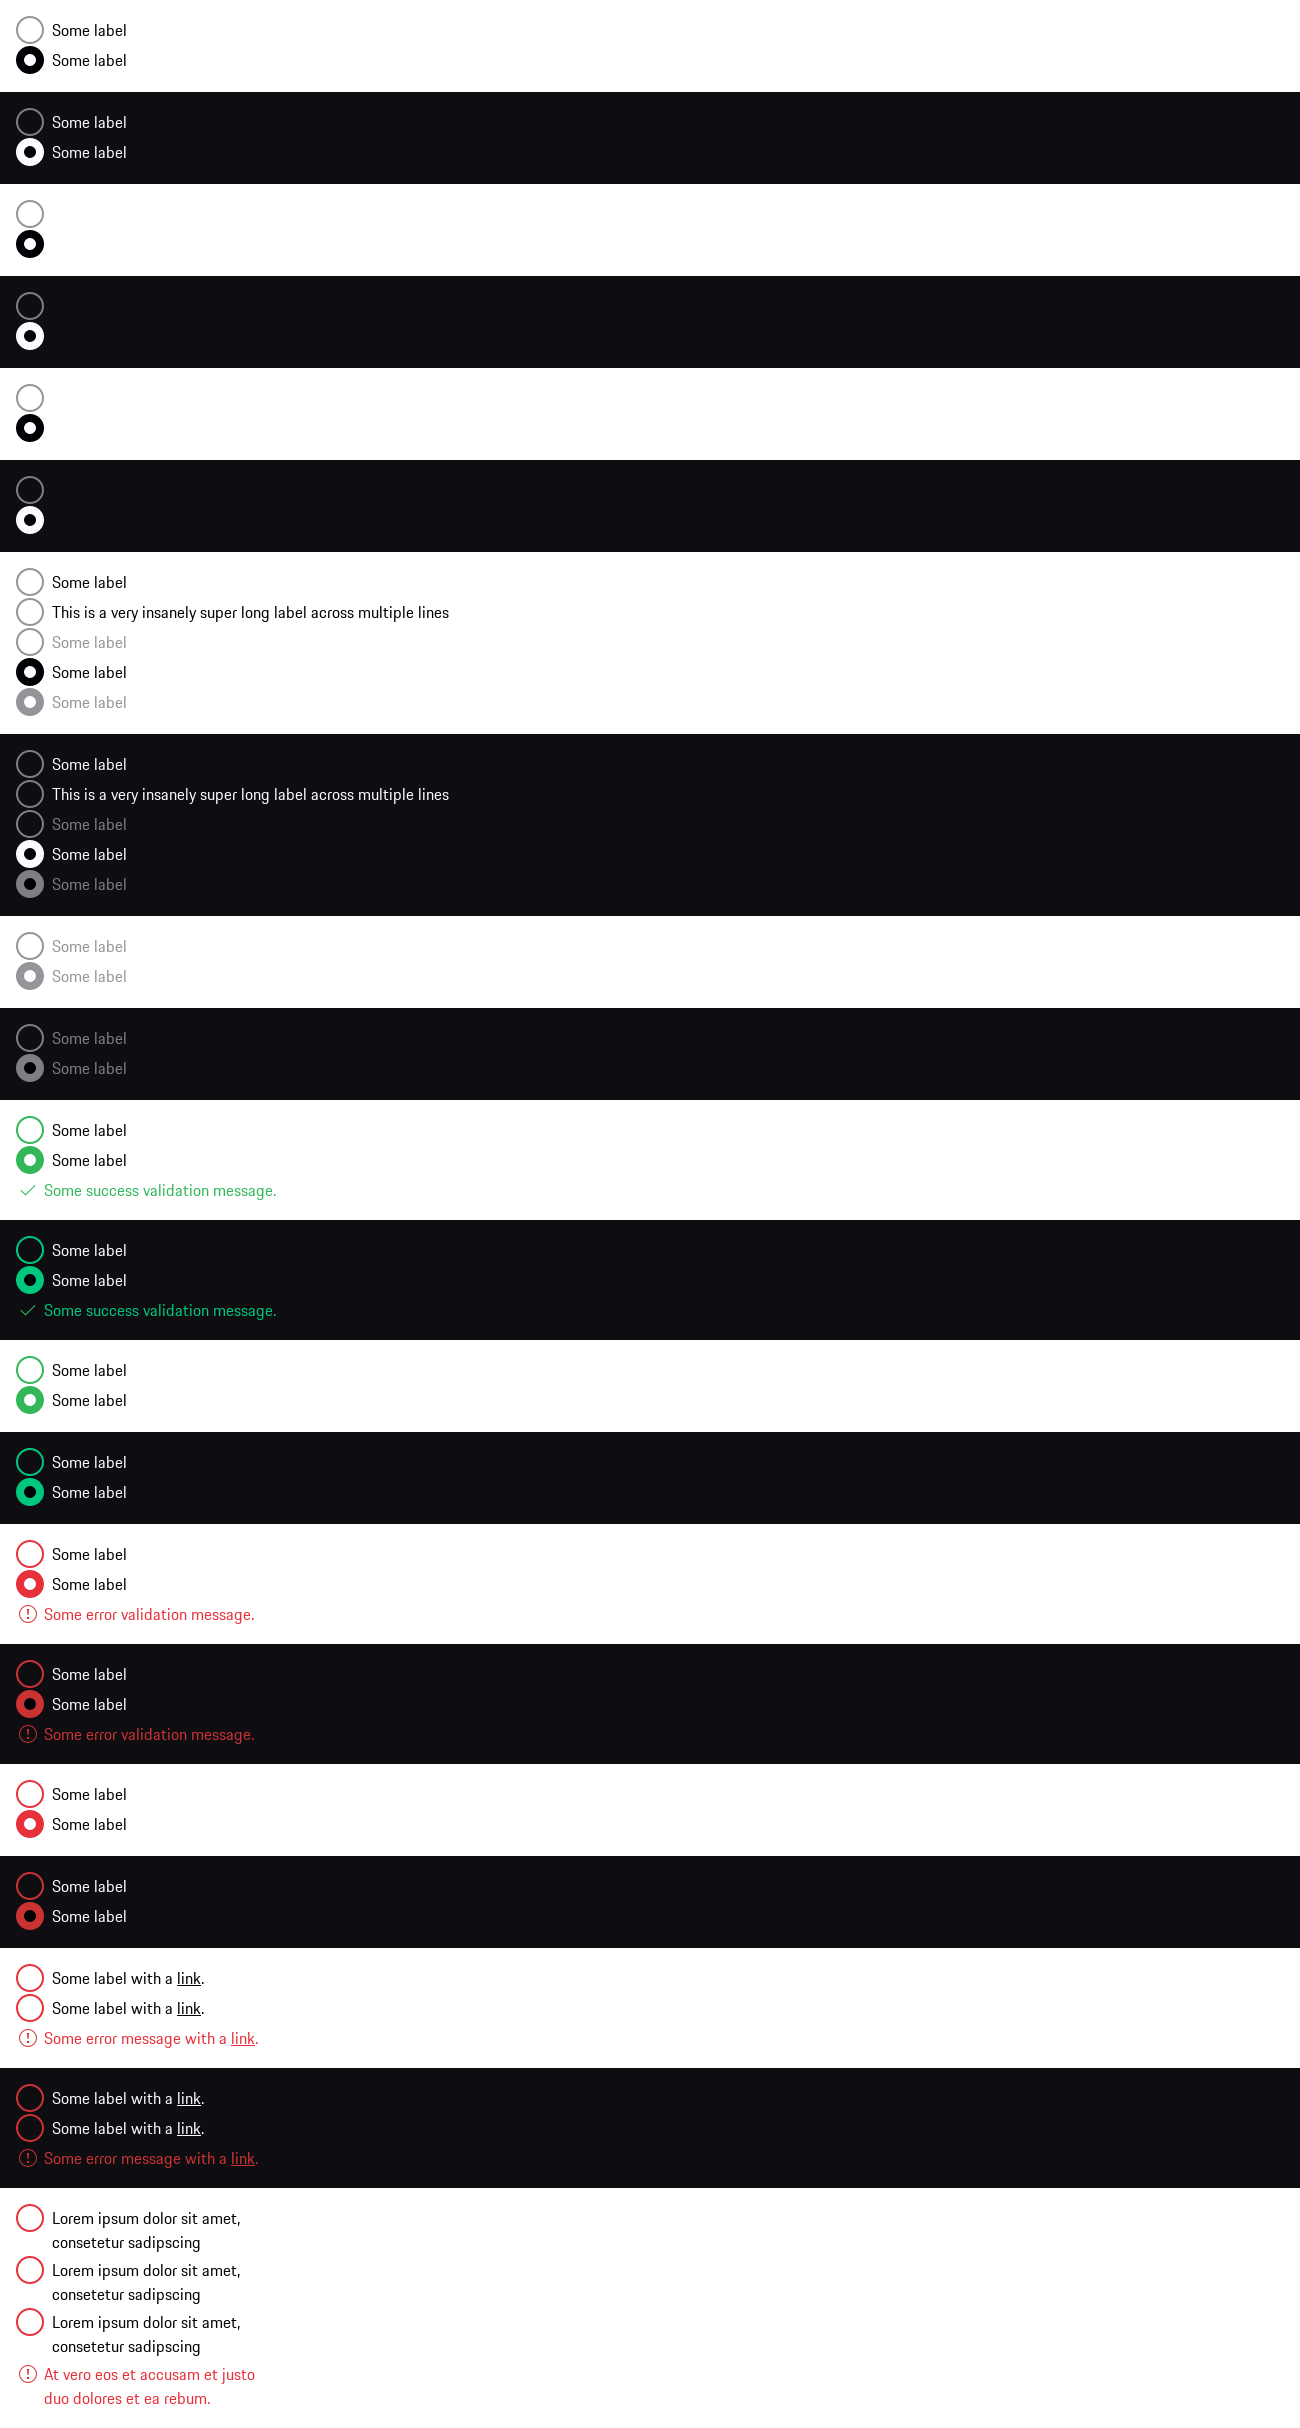 Some label
Some label
Some label
Some label
Some label
This is a very insanely super long label across multiple lines
Some label
Some label
Some label
Some label
This is a very insanely super long label across multiple lines
Some label
Some label
Some label
Some label
Some label
Some label
Some label
Some label
Some label
Some success validation message.
Some label
Some label
Some success validation message.
Some label
Some label
Some label
Some label
Some label
Some label
Some error validation message.
Some label
Some label
Some error validation message.
Some label
Some label
Some label
Some label
Some label with a link.
Some label with a link.
Some error message with a link.
Some label with a link.
Some label with a link.
Some error message with a link.
Lorem ipsum dolor sit amet,
consetetur sadipscing
Lorem ipsum dolor sit amet,
consetetur sadipscing
Lorem ipsum dolor sit amet,
consetetur sadipscing
At vero eos et accusam et justo
duo dolores et ea rebum.